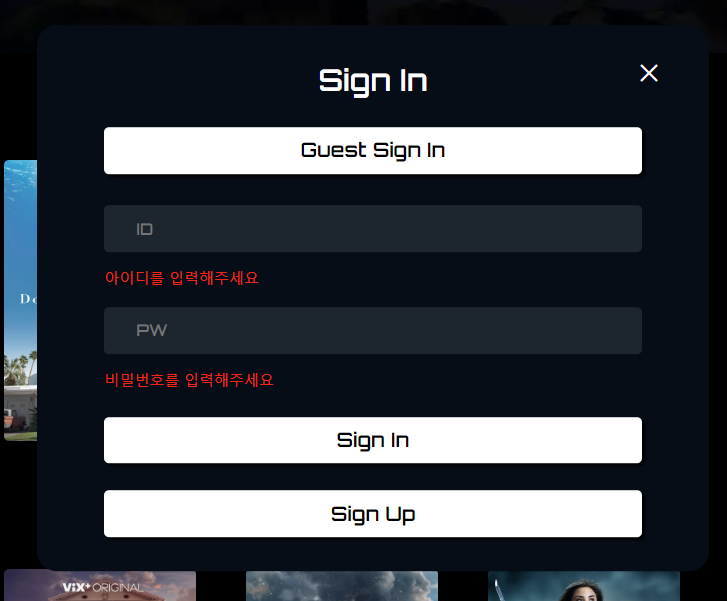 Sign In
Guest Sign In
ID
아이디를 입력해주세요
PW
비밀번호를 입력해주세요
Sign In
Sign Up
ViX+ ORIGINAL